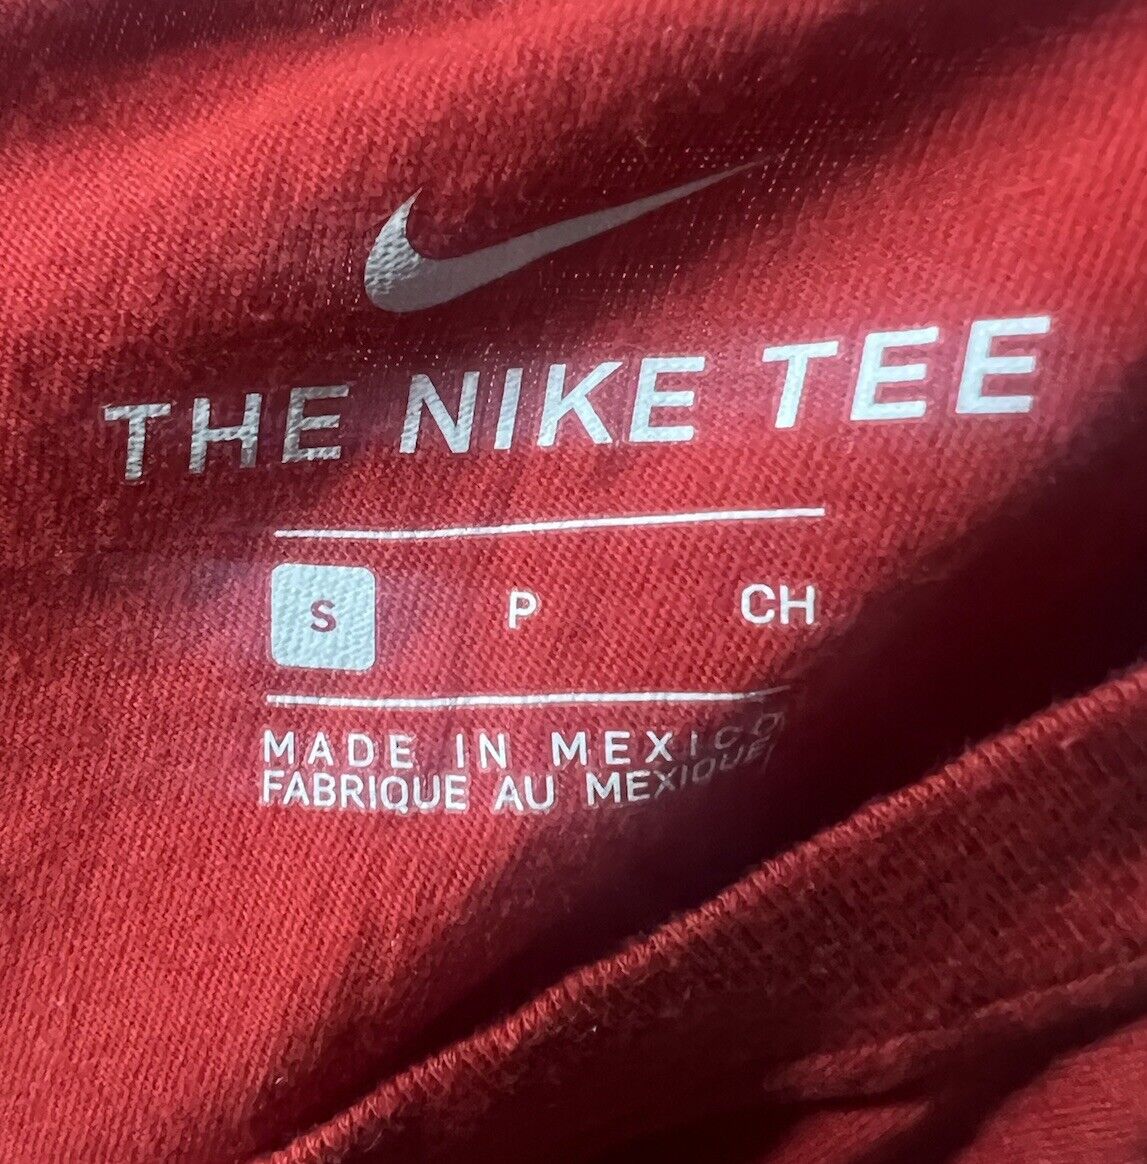 THE NIKE TEE
S P CH
MADE IN MEXICO
FABRIQUE AU MEXIQUE